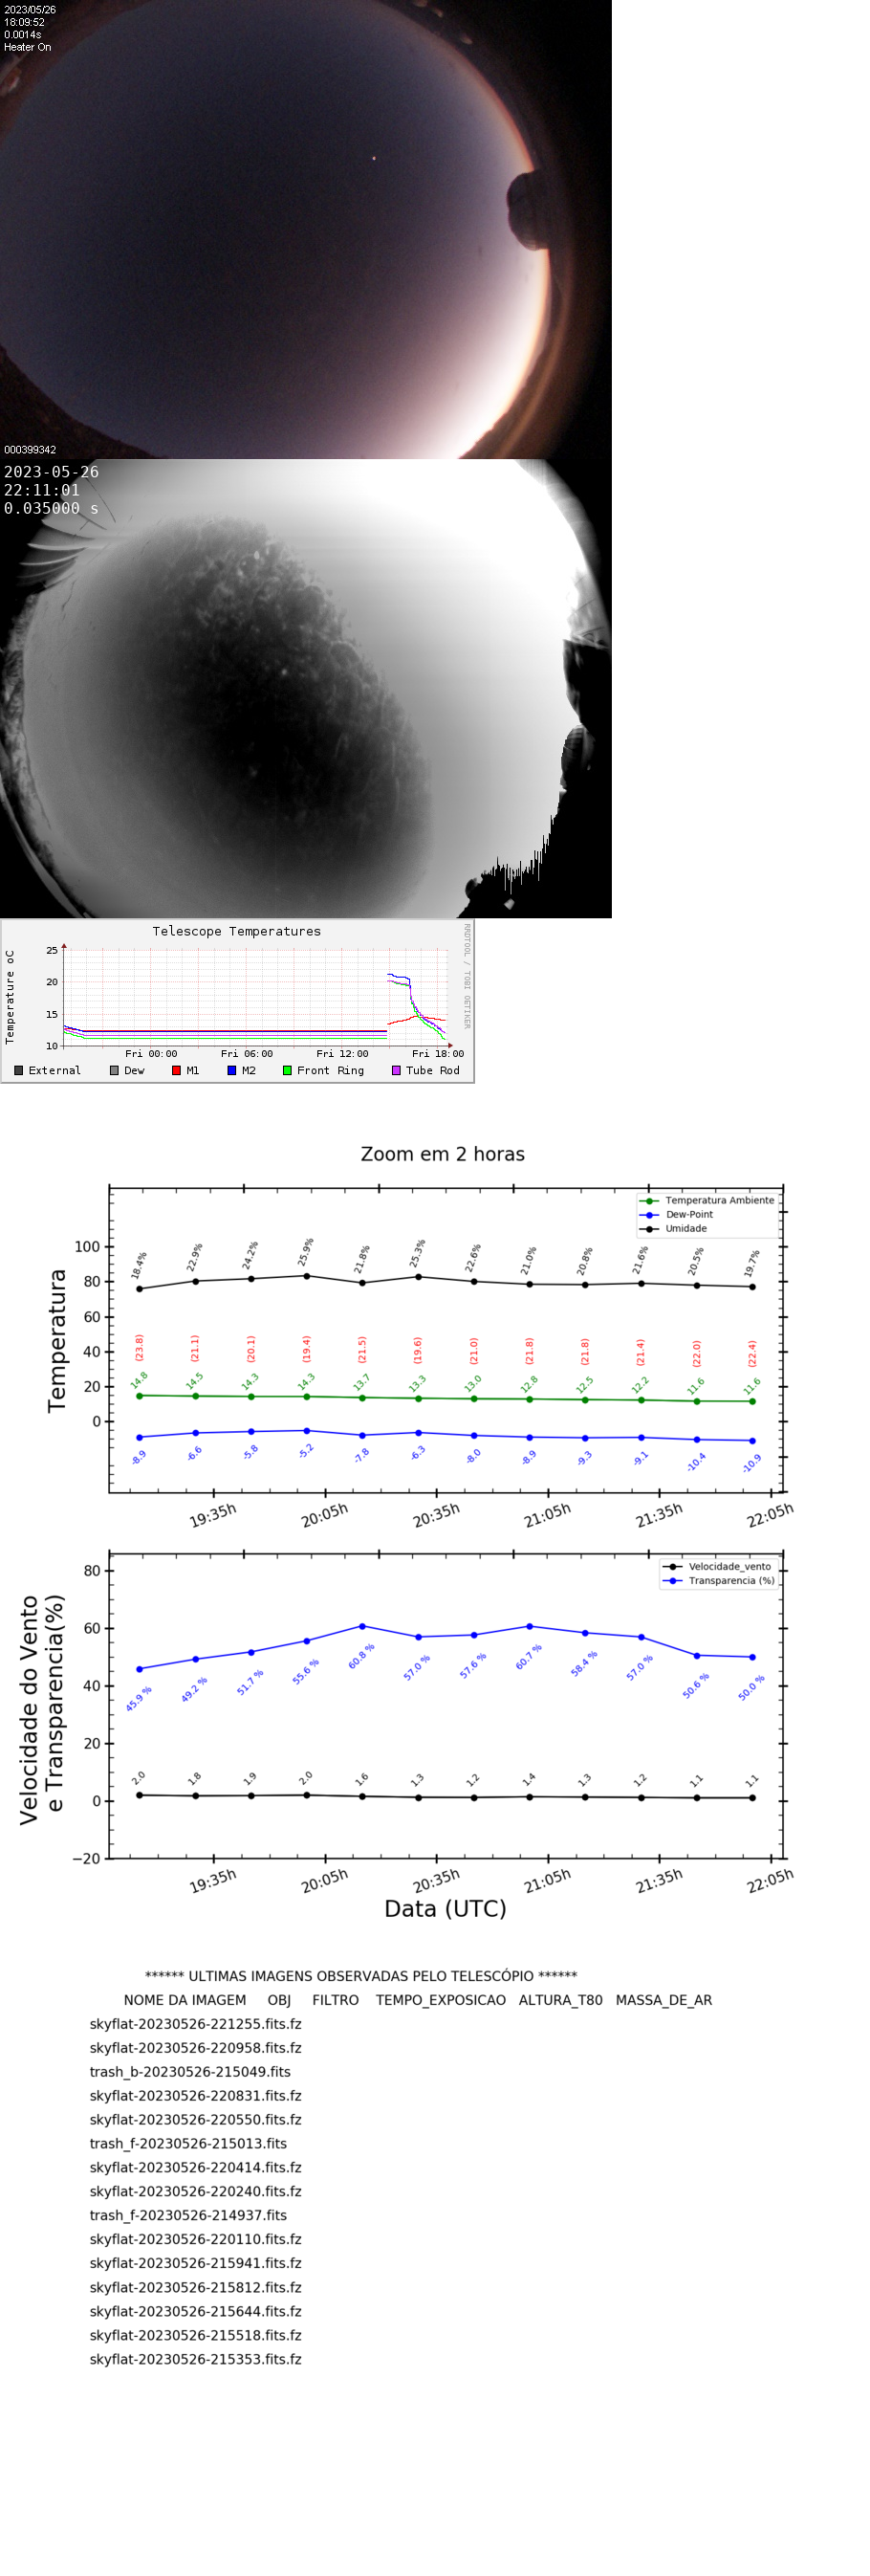 2023/05/26
18:09:52
0.0014s
Heater On
000399342
2023-05-26
22:11:01
0.035000 s
Telescope Temperatures
RRDTOOL / TOBI OETIKER
Temperature oC
25
20
15
10
Fri 00:00 Fri 06:00 Fri 12:00 Fri 18:00
External Dew M1 M2 Front Ring Tube Rod
Zoom em 2 horas
Temperatura Ambiente
Dew-Point
Umidade
Temperatura
100
80
60
40
20
0
18.4% 22.9% 24.2% 25.9% 21.8% 25.3% 22.6% 21.0% 20.8% 21.6% 20.5% 19.7%
(23.8) (21.1) (20.1) (19.4) (21.5) (19.6) (21.0) (21.8) (21.8) (21.4) (22.0) (22.4)
14.8 14.5 14.3 14.3 13.7 13.3 13.0 12.8 12.5 12.2 11.6 11.6
-8.9 -6.6 -5.8 -5.2 -7.8 -6.3 -8.0 -8.9 -9.3 -9.1 -10.4 -10.9
19:35h 20:05h 20:35h 21:05h 21:35h 22:05h
Velocidade_vento
Transparencia (%)
Velocidade do Vento
e Transparencia(%)
80
60
40
20
0
−20
45.9 % 49.2 % 51.7 % 55.6 % 60.8 % 57.0 % 57.6 % 60.7 % 58.4 % 57.0 % 50.6 % 50.0 %
2.0 1.8 1.9 2.0 1.6 1.3 1.2 1.4 1.3 1.2 1.1 1.1
19:35h 20:05h 20:35h 21:05h 21:35h 22:05h
Data (UTC)
****** ULTIMAS IMAGENS OBSERVADAS PELO TELESCÓPIO ******
NOME DA IMAGEM OBJ FILTRO TEMPO_EXPOSICAO ALTURA_T80 MASSA_DE_AR
skyflat-20230526-221255.fits.fz
skyflat-20230526-220958.fits.fz
trash_b-20230526-215049.fits
skyflat-20230526-220831.fits.fz
skyflat-20230526-220550.fits.fz
trash_f-20230526-215013.fits
skyflat-20230526-220414.fits.fz
skyflat-20230526-220240.fits.fz
trash_f-20230526-214937.fits
skyflat-20230526-220110.fits.fz
skyflat-20230526-215941.fits.fz
skyflat-20230526-215812.fits.fz
skyflat-20230526-215644.fits.fz
skyflat-20230526-215518.fits.fz
skyflat-20230526-215353.fits.fz